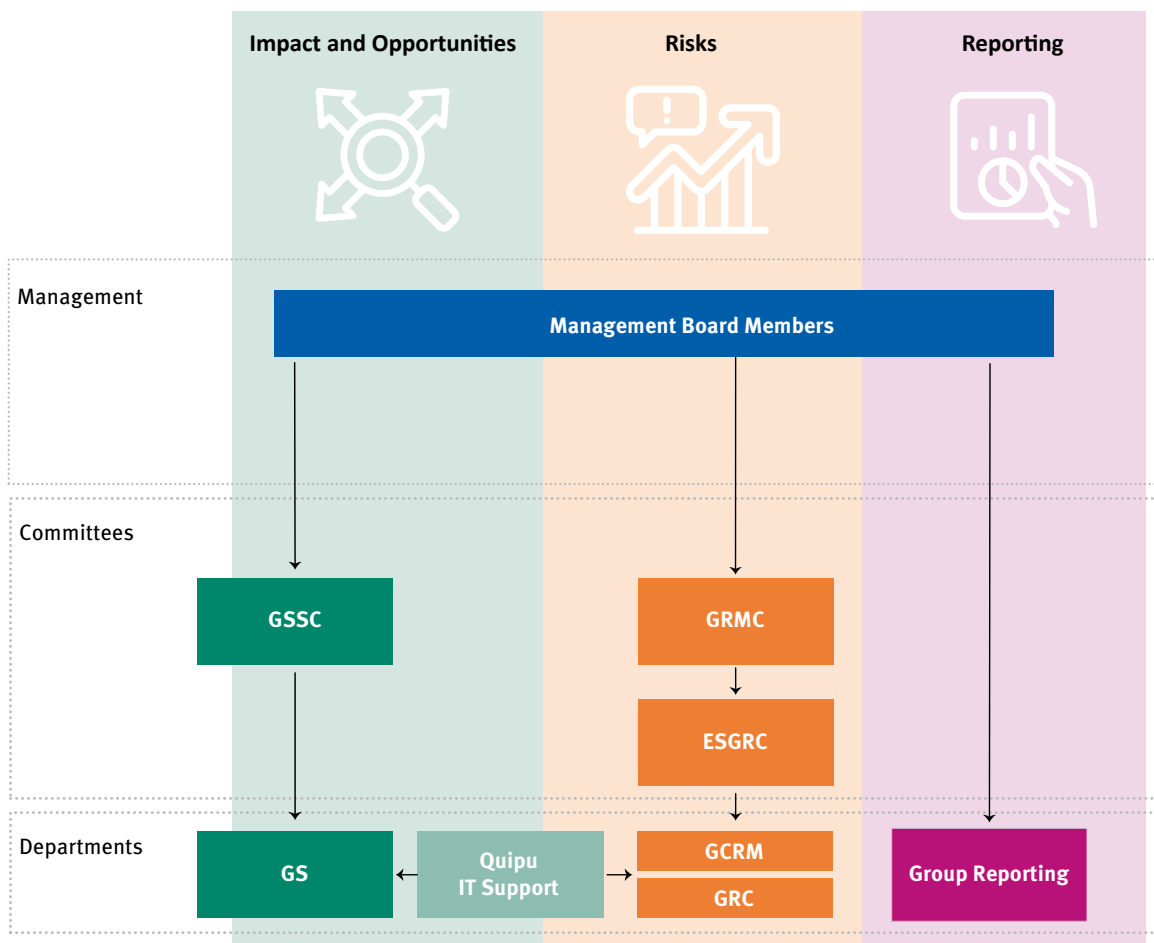 Impact and Opportunities
Risks
Reporting
Management
Management Board Members
Committees
GSSC
GRMC
ESGRC
Departments
GS
Quipu
IT Support
GCRM
GRC
Group Reporting